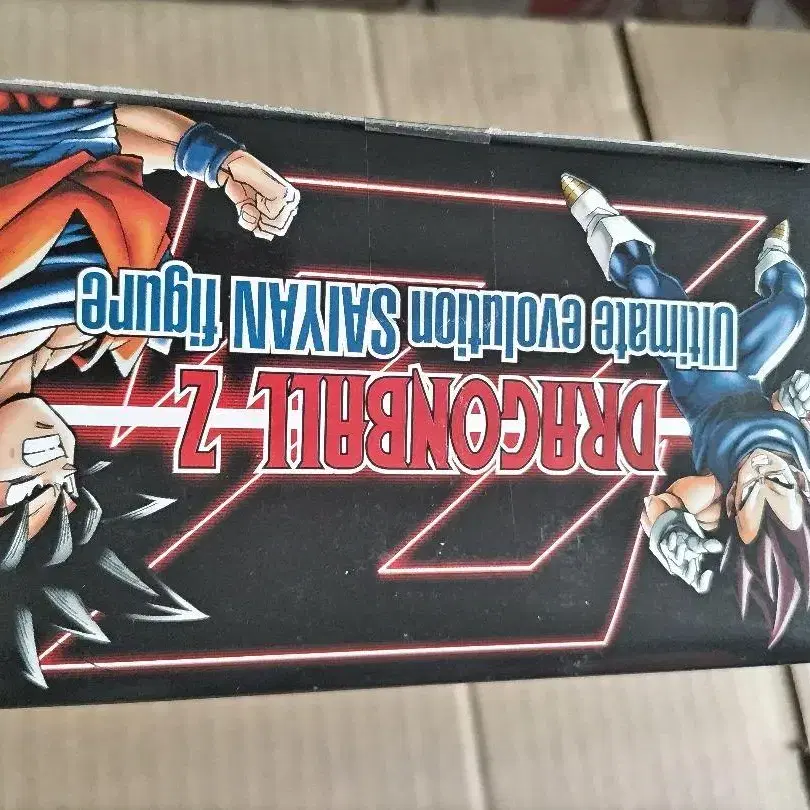 DRAGONBALL Z
Ultimate evolution SAIYAN figure